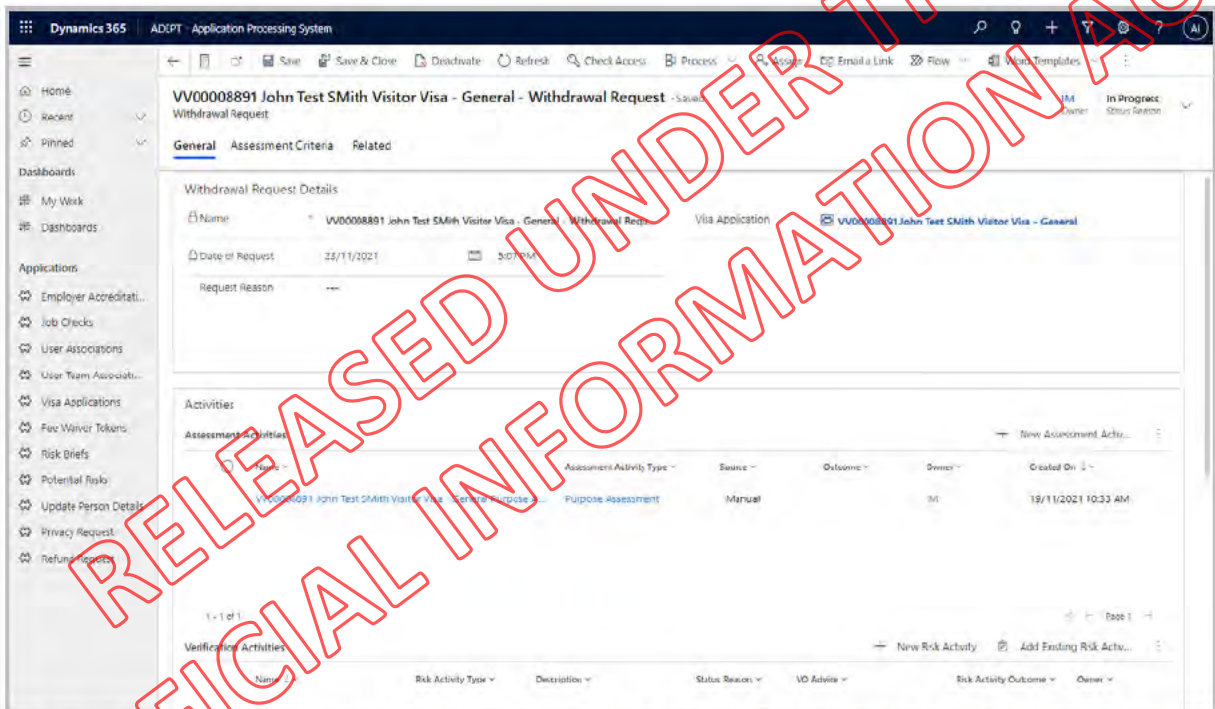 Dynamics 365 ADEPT Application Processing System AI
Save Save & Close Deactivate Refresh Check Access Process Assign Email a Link Flow Word Templates
Home
Recent
Pinned
Dashboards
My Work
Dashboards
Applications
Employer Accreditati...
Job Checks
User Associations
User Team Associati...
Visa Applications
Fee Waiver Tokens
Risk Briefs
Potential Risks
Update Person Details
Privacy Request
Refund Request
VV00008891 John Test SMith Visitor Visa - General - Withdrawal Request - Saved
Withdrawal Request
IM
Owner
In Progress
Status Reason
General Assessment Criteria Related
Withdrawal Request Details
Name * VV00008891 John Test SMith Visitor Visa - General - Withdrawal Requ... Visa Application VV00008891 John Test SMith Visitor Visa - General
Date of Request 23/11/2021 5:07 PM
Request Reason ---
Activities
Assessment Activities New Assessment Activ...
Name Assessment Activity Type Source Outcome Owner Created On
VV00008891 John Test SMith Visitor Visa - General Purpose A... Purpose Assessment Manual M 19/11/2021 10:33 AM
1 - 1 of 1 Page 1
Verification Activities New Risk Activity Add Existing Risk Activ...
Name Risk Activity Type Description Status Reason VO Advice Risk Activity Outcome Owner
RELEASED UNDER T
FICIAL INFORMATION AC